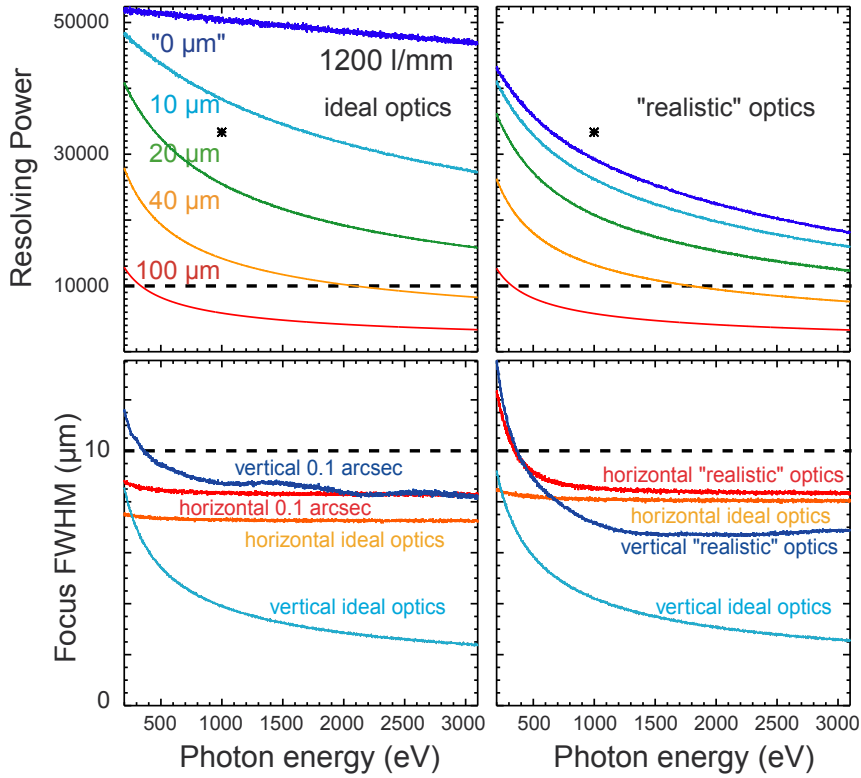 50000
30000
10000
Resolving Power
"0 µm"
1200 l/mm
10 µm
ideal optics
20 µm
40 µm
100 µm
"realistic" optics
10
0
Focus FWHM (µm)
vertical 0.1 arcsec
horizontal 0.1 arcsec
horizontal ideal optics
vertical ideal optics
500 1000 1500 2000 2500 3000
Photon energy (eV)
horizontal "realistic" optics
horizontal ideal optics
vertical "realistic" optics
vertical ideal optics
500 1000 1500 2000 2500 3000
Photon energy (eV)